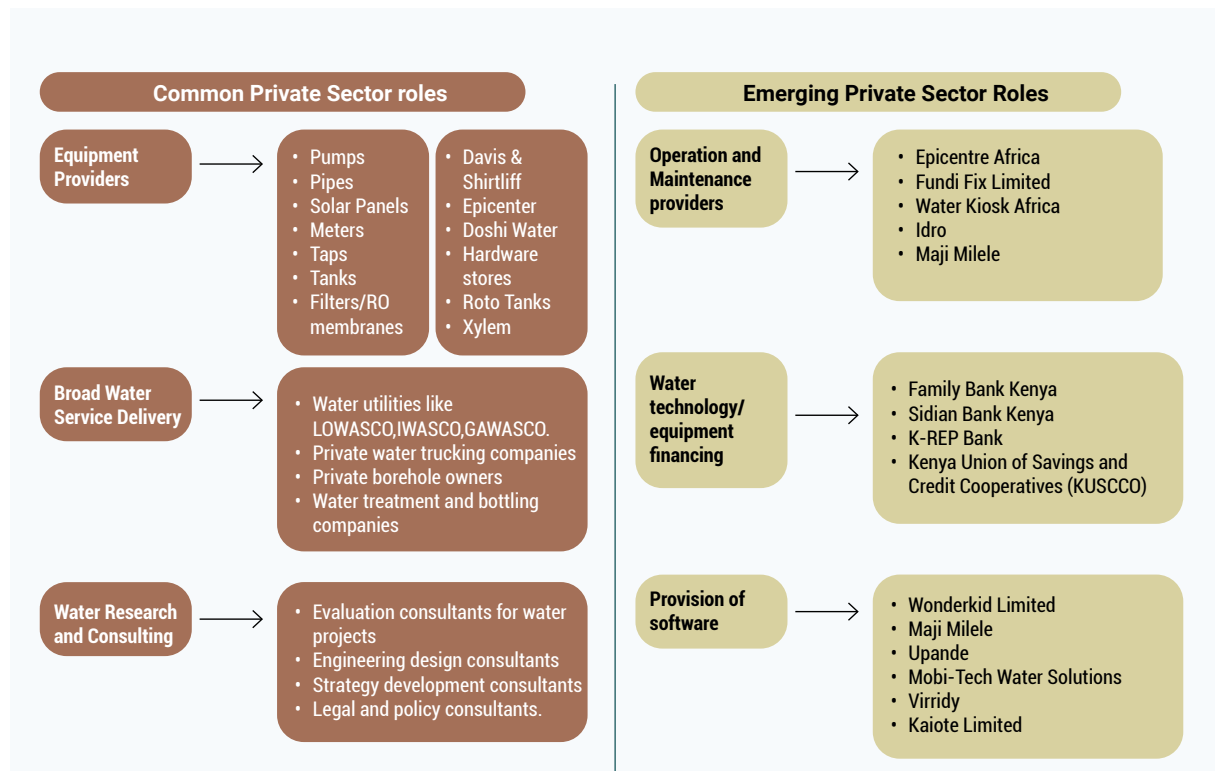 Common Private Sector roles
Equipment
Providers
• Pumps
• Pipes
• Solar Panels
• Meters
• Taps
• Tanks
• Filters/RO
membranes
• Davis &
Shirtliff
• Epicenter
• Doshi Water
• Hardware
stores
• Roto Tanks
• Xylem
Broad Water
Service Delivery
• Water utilities like
LOWASCO,IWASCO,GAWASCO.
• Private water trucking companies
• Private borehole owners
• Water treatment and bottling
companies
Water Research
and Consulting
• Evaluation consultants for water
projects
• Engineering design consultants
• Strategy development consultants
• Legal and policy consultants.
Emerging Private Sector Roles
Operation and
Maintenance
providers
• Epicentre Africa
• Fundi Fix Limited
• Water Kiosk Africa
• Idro
• Maji Milele
Water
technology/
equipment
financing
• Family Bank Kenya
• Sidian Bank Kenya
• K-REP Bank
• Kenya Union of Savings and
Credit Cooperatives (KUSCCO)
Provision of
software
• Wonderkid Limited
• Maji Milele
• Upande
• Mobi-Tech Water Solutions
• Virridy
• Kaiote Limited